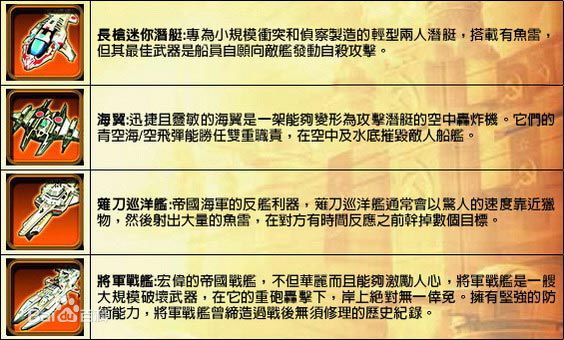 長槍迷你潛艇:專為小規模衝突和偵察製造的輕型兩人潛艇，搭載有魚雷，
但其最佳武器是船員自願向敵艦發動自殺攻擊。
海翼:迅捷且靈敏的海翼是一架能夠變形為攻擊潛艇的空中轟炸機。它們的
青空海/空飛彈能勝任雙重職責，在空中及水底摧毀敵人船艦。
薙刀巡洋艦:帝國海軍的反艦利器，薙刀巡洋艦通常會以驚人的速度靠近獵
物，然後射出大量的魚雷，在對方有時間反應之前幹掉數個目標。
將軍戰艦:宏偉的帝國戰艦，不但華麗而且能夠激勵人心，將軍戰艦是一艘
大規模破壞武器，在它的重砲轟擊下，岸上絕對無一倖免。擁有堅強的防
衛能力，將軍戰艦曾締造過戰後無須修理的歷史紀錄。
Bai百科